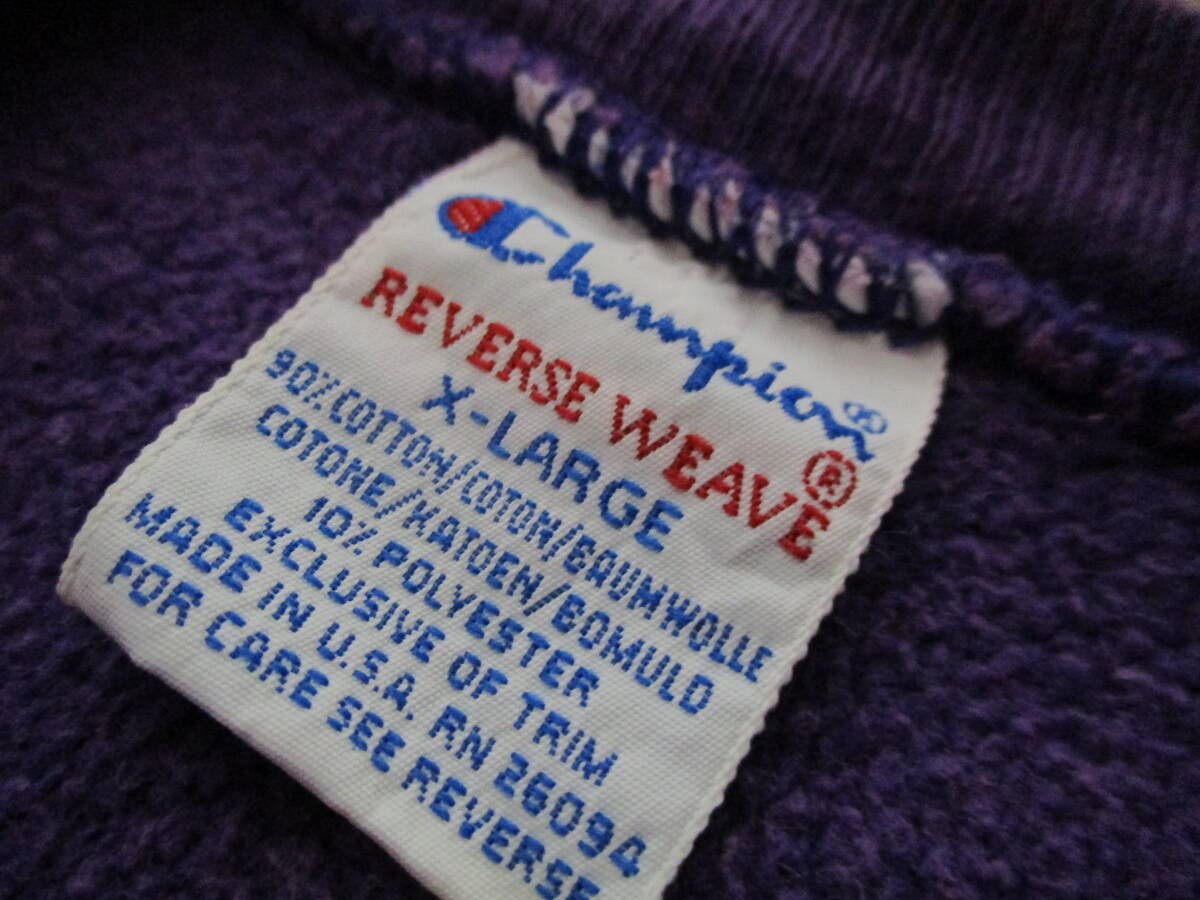 Champion®
REVERSE WEAVE®
X-LARGE
90% COTTON/COTON/BAUMWOLLE
COTONE/KATOEN/BOMULD
10% POLYESTER
EXCLUSIVE OF TRIM
MADE IN U.S.A. RN 26094
FOR CARE SEE REVERSE